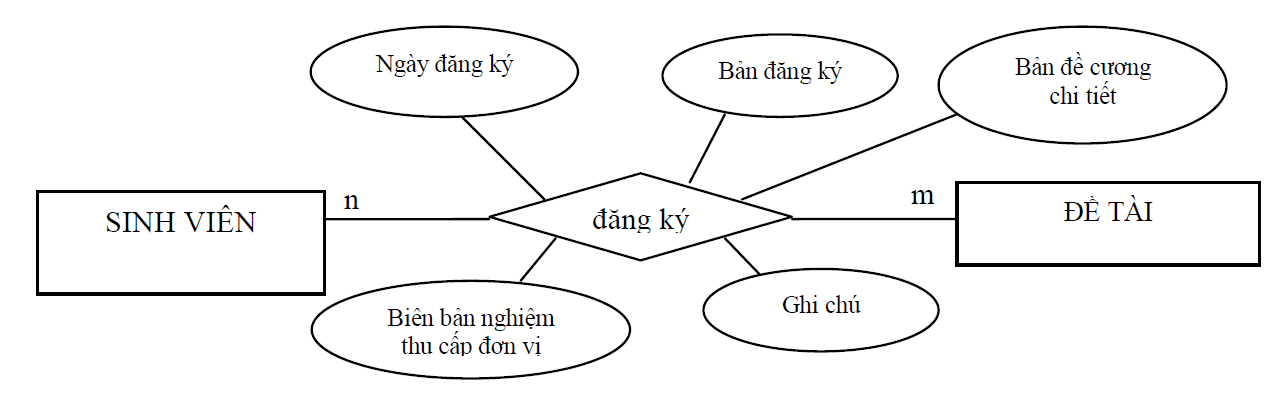 Ngày đăng ký
Bản đăng ký
Bản đề cương
chi tiết
SINH VIÊN
n
đăng ký
m
ĐỀ TÀI
Biên bản nghiệm
thu cấp đơn vị
Ghi chú